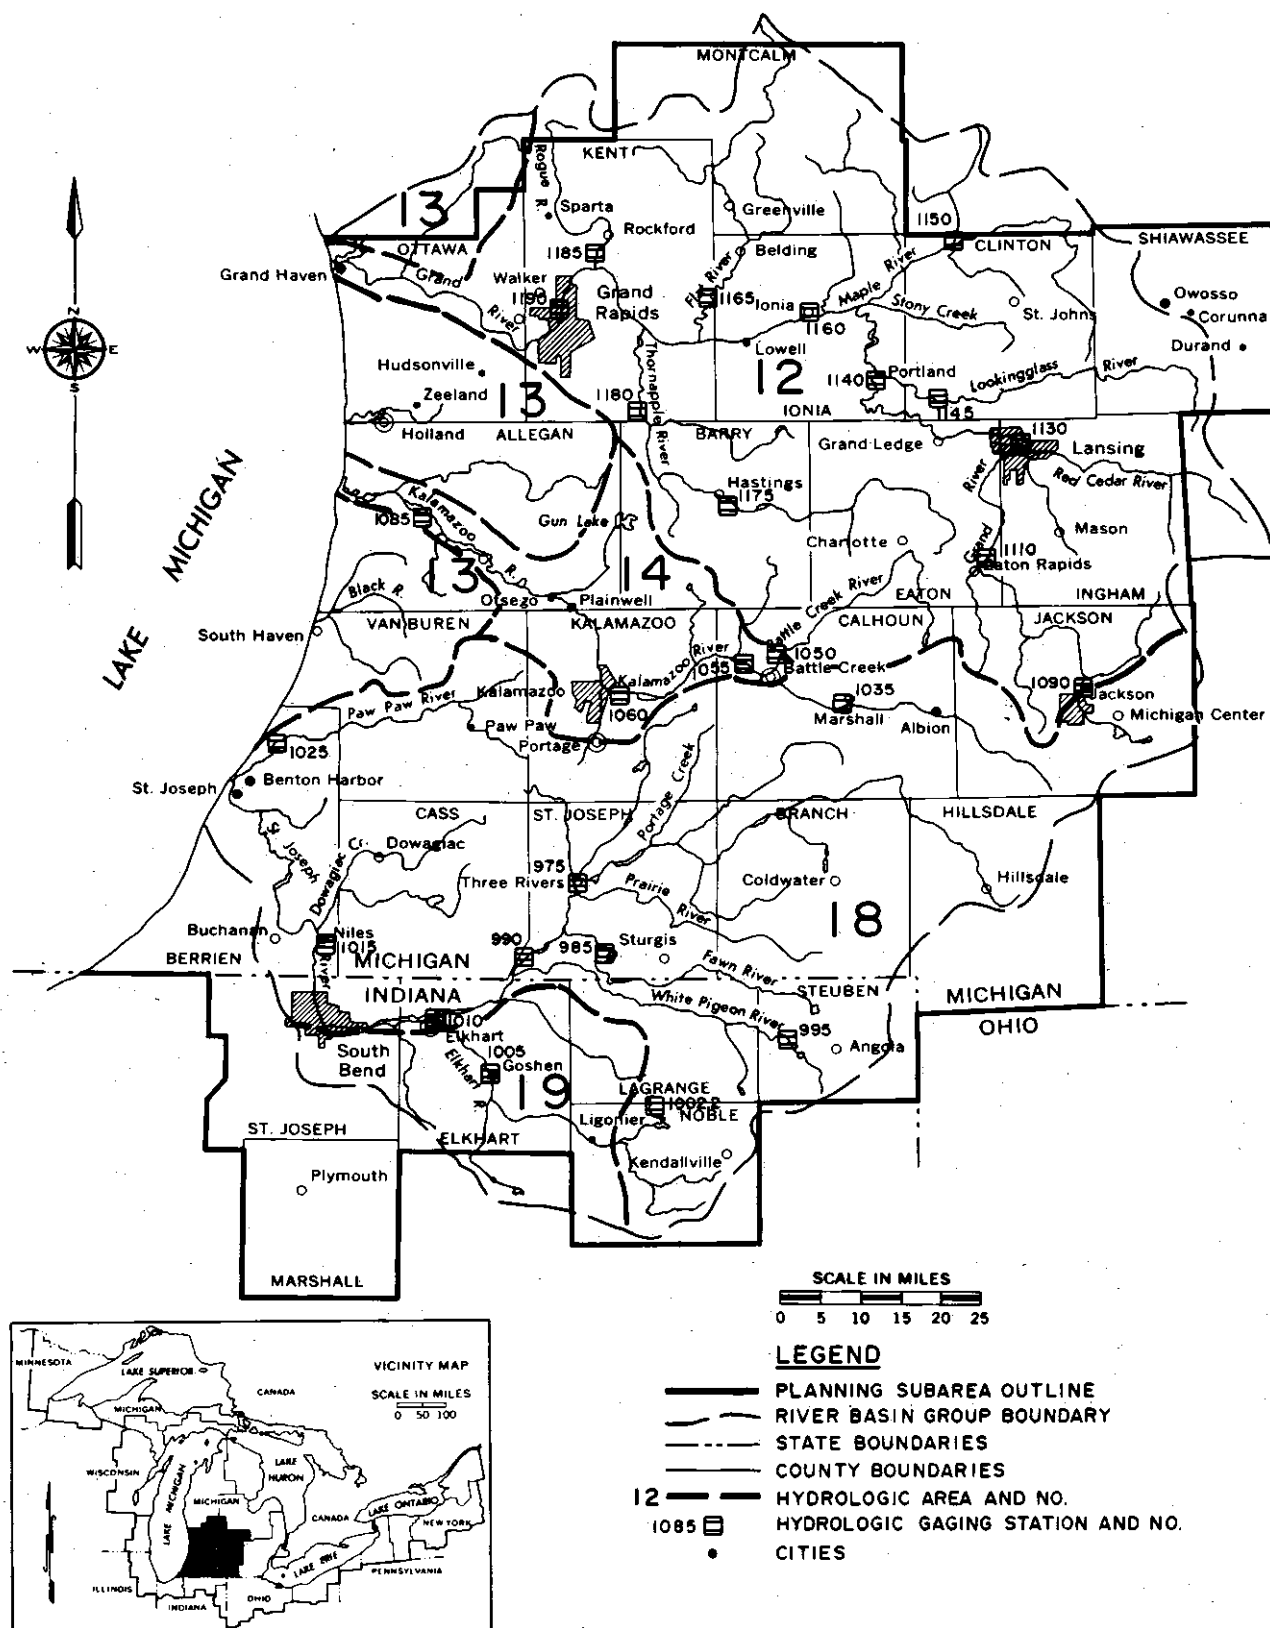 MONTCALM
KENT
Rogue R.
13
Sparta
Greenville
Rockford
1150
OTTAWA
CLINTON
SHIAWASSEE
1185
Belding
Grand Haven
Grand
River
Walker
1190
Grand
Rapids
Flat River
1165
Ionia
Maple River
1160
Stony Creek
St. Johns
Owosso
Corunna
Durand
Lowell
Hudsonville
Zeeland
13
Thornapple River
12
1140
Portland
Lookingglass River
1180
1145
IONIA
Holland
ALLEGAN
BARRY
Grand Ledge
1130
Lansing
Red Cedar River
N
W
E
S
LAKE MICHIGAN
Kalamazoo
R.
1085
Gun Lake
Hastings
1175
Grand River
Mason
Charlotte
1110
Eaton Rapids
13
14
Black R.
Otsego
Plainwell
Battle Creek River
EATON
INGHAM
VAN BUREN
KALAMAZOO
CALHOUN
JACKSON
South Haven
Kalamazoo River
1055
1050
Battle Creek
Paw Paw River
Kalamazoo
1060
1035
Marshall
Albion
1090
Jackson
Michigan Center
Paw Paw
Portage
1025
Benton Harbor
St. Joseph
Portage Creek
CASS
ST. JOSEPH
BRANCH
HILLSDALE
St. Joseph
River
Dowagiac Cr.
Dowagiac
975
Three Rivers
Prairie River
Coldwater
Hillsdale
18
Buchanan
Niles
1015
990
985
Sturgis
BERRIEN
MICHIGAN
Fawn River
INDIANA
White Pigeon River
STEUBEN
MICHIGAN
OHIO
1010
Elkhart
995
Angola
South
Bend
1005
Goshen
Elkhart R.
19
LAGRANGE
1002.2
NOBLE
Ligonier
ST. JOSEPH
ELKHART
Kendallville
Plymouth
MARSHALL
SCALE IN MILES
0 5 10 15 20 25
LEGEND
PLANNING SUBAREA OUTLINE
RIVER BASIN GROUP BOUNDARY
STATE BOUNDARIES
COUNTY BOUNDARIES
12 HYDROLOGIC AREA AND NO.
1085 HYDROLOGIC GAGING STATION AND NO.
CITIES
VICINITY MAP
SCALE IN MILES
0 50 100
MINNESOTA
LAKE SUPERIOR
CANADA
MICHIGAN
WISCONSIN
LAKE MICHIGAN
LAKE
HURON
MICHIGAN
CANADA
LAKE ONTARIO
NEW YORK
LAKE ERIE
PENNSYLVANIA
ILLINOIS
INDIANA
OHIO